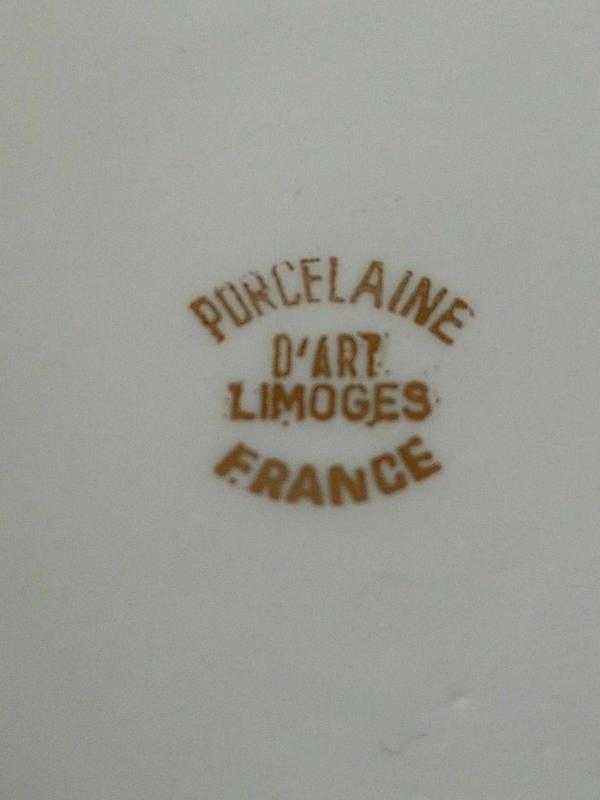 PORCELAINE
D'ART
LIMOGES
FRANCE